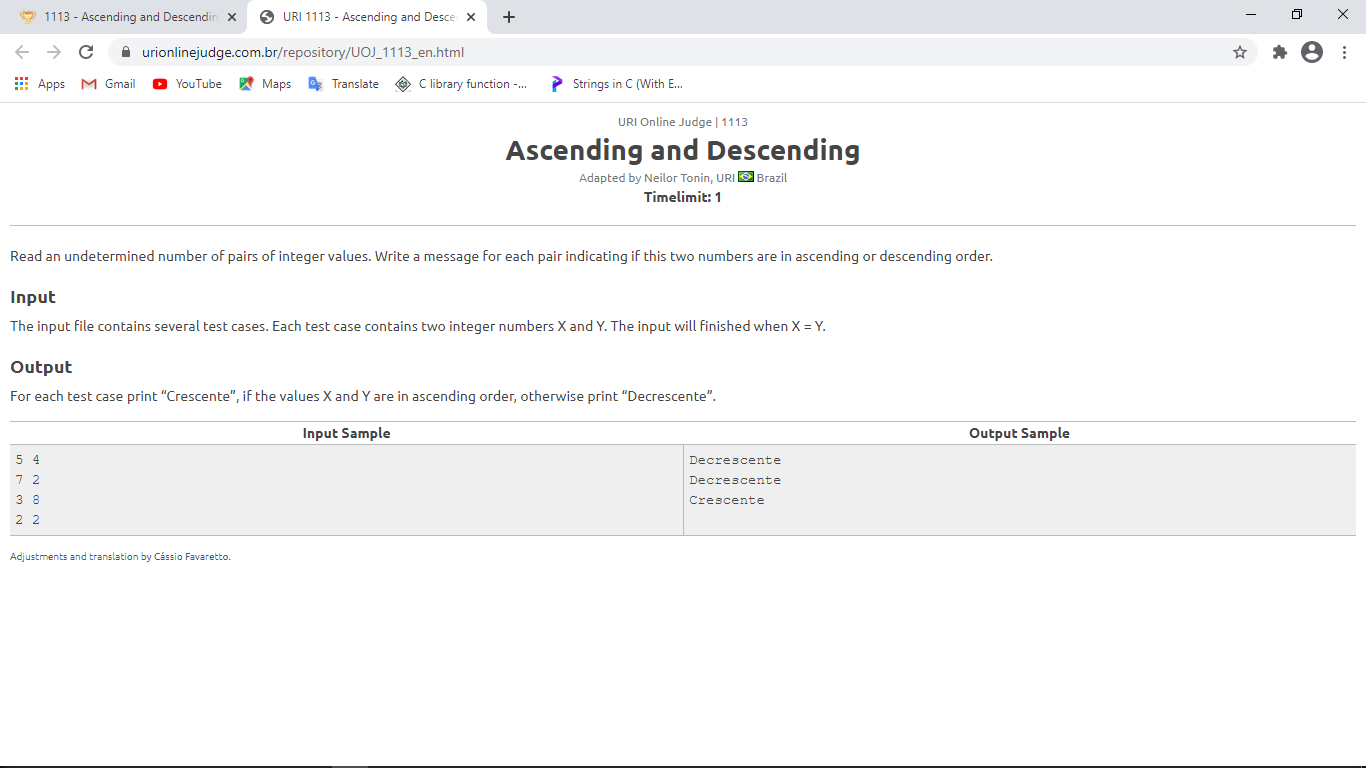 1113 - Ascending and Descendin
URI 1113 - Ascending and Desce
urionlinejudge.com.br/repository/UOJ_1113_en.html
Apps Gmail YouTube Maps Translate C library function -... Strings in C (With E...
URI Online Judge | 1113
Ascending and Descending
Adapted by Neilor Tonin, URI Brazil
Timelimit: 1
Read an undetermined number of pairs of integer values. Write a message for each pair indicating if this two numbers are in ascending or descending order.
Input
The input file contains several test cases. Each test case contains two integer numbers X and Y. The input will finished when X = Y.
Output
For each test case print “Crescente”, if the values X and Y are in ascending order, otherwise print “Decrescente”.
Input Sample Output Sample
5 4 Decrescente
7 2 Decrescente
3 8 Crescente
2 2
Adjustments and translation by Cássio Favaretto.